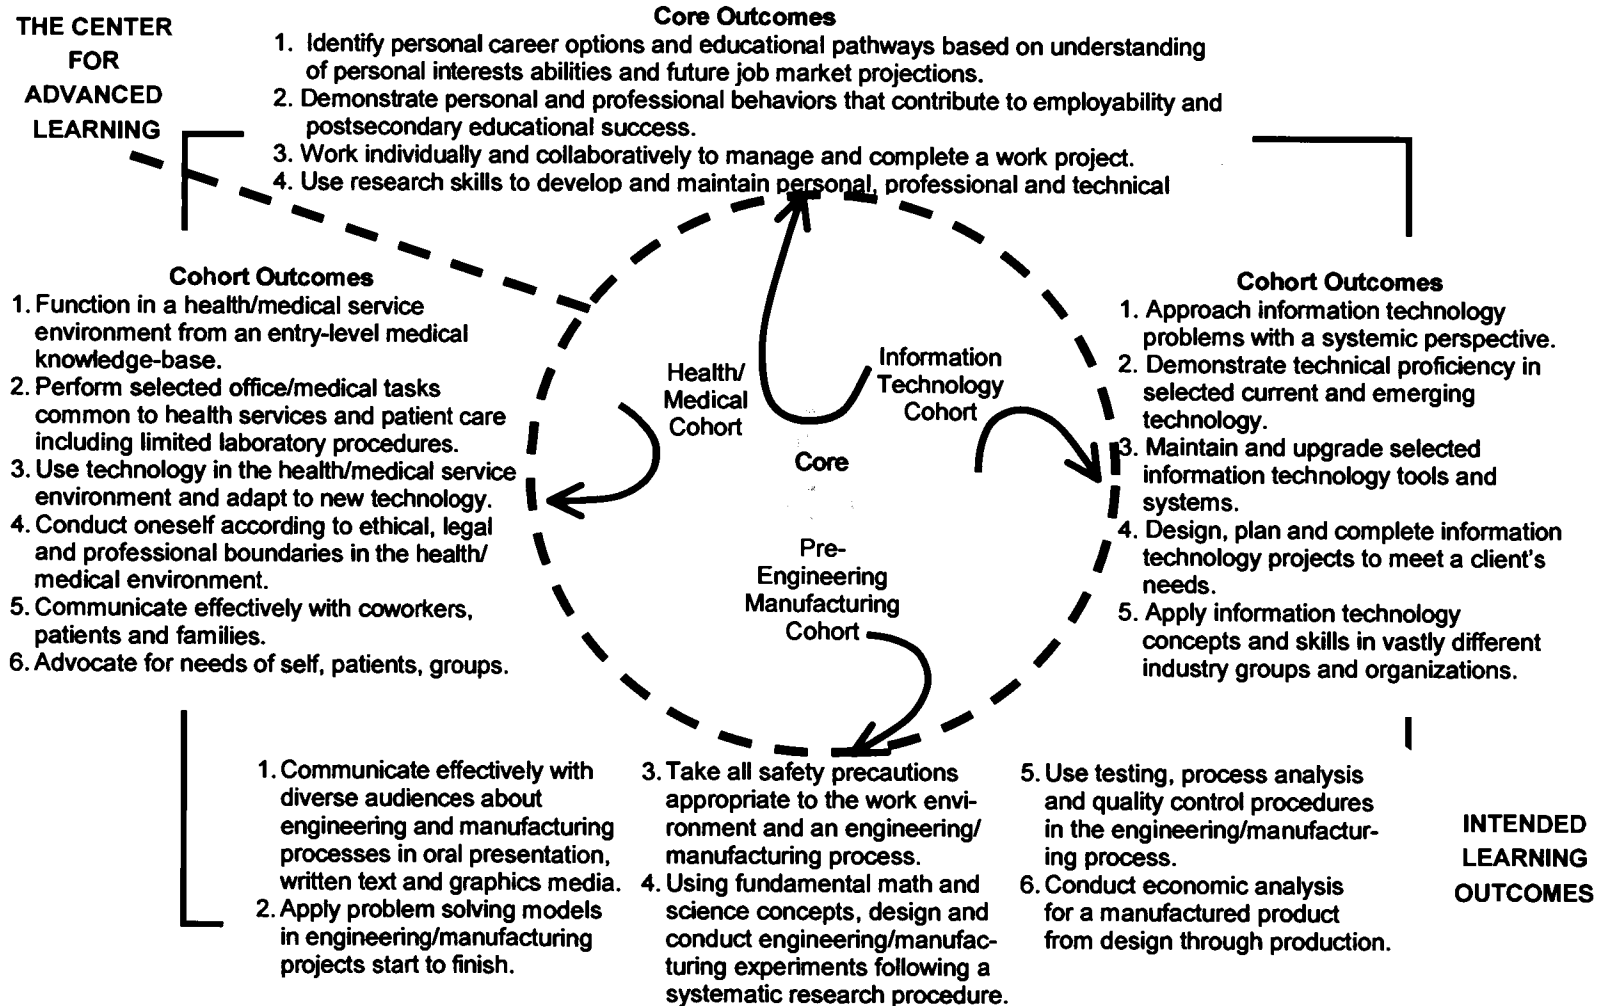 THE CENTER
FOR
ADVANCED
LEARNING
Core Outcomes
1. Identify personal career options and educational pathways based on understanding
of personal interests abilities and future job market projections.
2. Demonstrate personal and professional behaviors that contribute to employability and
postsecondary educational success.
3. Work individually and collaboratively to manage and complete a work project.
4. Use research skills to develop and maintain personal, professional and technical
Cohort Outcomes
1. Function in a health/medical service
environment from an entry-level medical
knowledge-base.
2. Perform selected office/medical tasks
common to health services and patient care
including limited laboratory procedures.
3. Use technology in the health/medical service
environment and adapt to new technology.
4. Conduct oneself according to ethical, legal
and professional boundaries in the health/
medical environment.
5. Communicate effectively with coworkers,
patients and families.
6. Advocate for needs of self, patients, groups.
Health/
Medical
Cohort
Information
Technology
Cohort
Core
Pre-
Engineering
Manufacturing
Cohort
Cohort Outcomes
1. Approach information technology
problems with a systemic perspective.
2. Demonstrate technical proficiency in
selected current and emerging
technology.
3. Maintain and upgrade selected
information technology tools and
systems.
4. Design, plan and complete information
technology projects to meet a client's
needs.
5. Apply information technology
concepts and skills in vastly different
industry groups and organizations.
1. Communicate effectively with
diverse audiences about
engineering and manufacturing
processes in oral presentation,
written text and graphics media.
2. Apply problem solving models
in engineering/manufacturing
projects start to finish.
3. Take all safety precautions
appropriate to the work envi-
ronment and an engineering/
manufacturing process.
4. Using fundamental math and
science concepts, design and
conduct engineering/manufac-
turing experiments following a
systematic research procedure.
5. Use testing, process analysis
and quality control procedures
in the engineering/manufactur-
ing process.
6. Conduct economic analysis
for a manufactured product
from design through production.
INTENDED
LEARNING
OUTCOMES